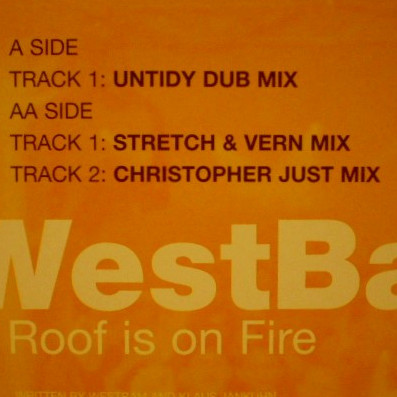 A SIDE
TRACK 1: UNTIDY DUB MIX
AA SIDE
TRACK 1: STRETCH & VERN MIX
TRACK 2: CHRISTOPHER JUST MIX
WestBa
Roof is on Fire